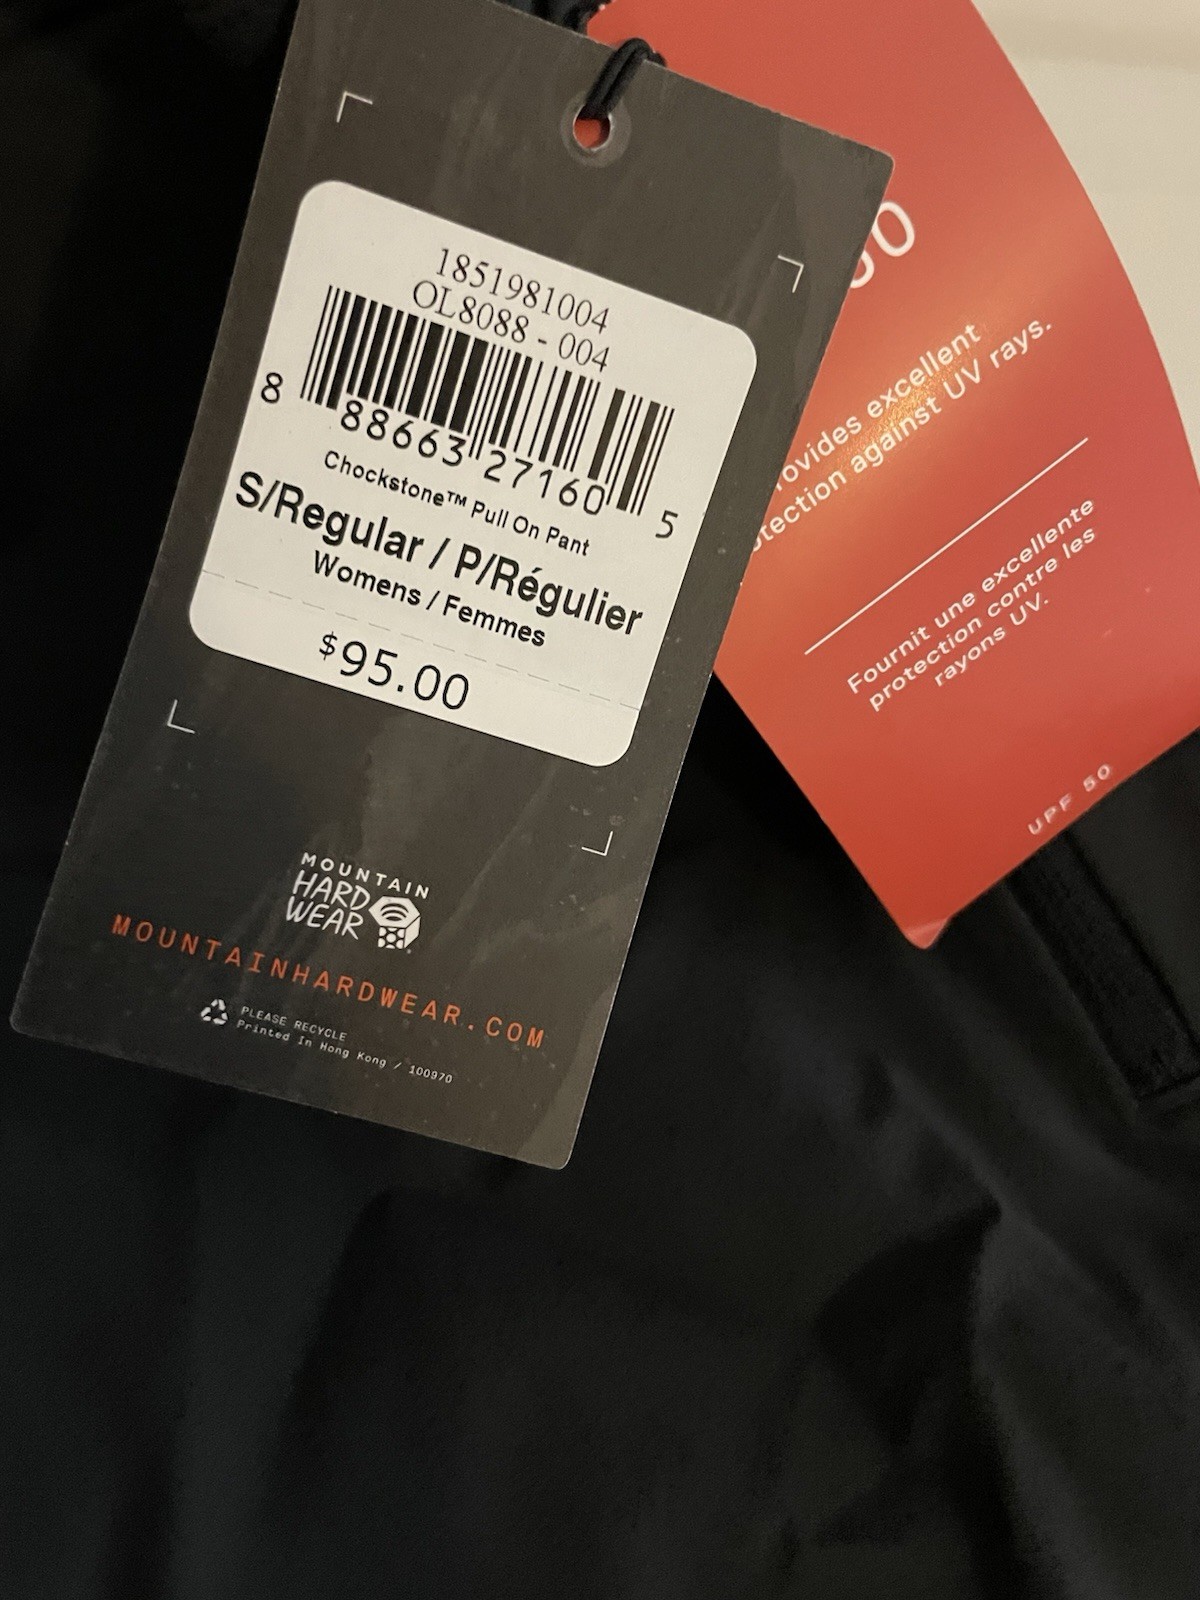 1851981004
OL8088 - 004
8 88663 27160 5
Chockstone™ Pull On Pant
S/Regular / P/Régulier
Womens / Femmes
$95.00
MOUNTAIN
HARD
WEAR
MOUNTAINHARDWEAR.COM
PLEASE RECYCLE
Printed In Hong Kong / 100970
excellent
against UV rays.
Fournit une excellente
protection contre les
rayons UV.
UPF 50